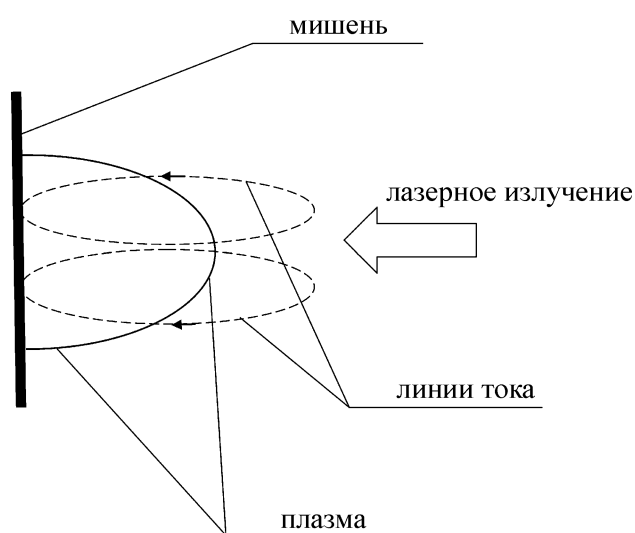 мишень
лазерное излучение
линии тока
плазма